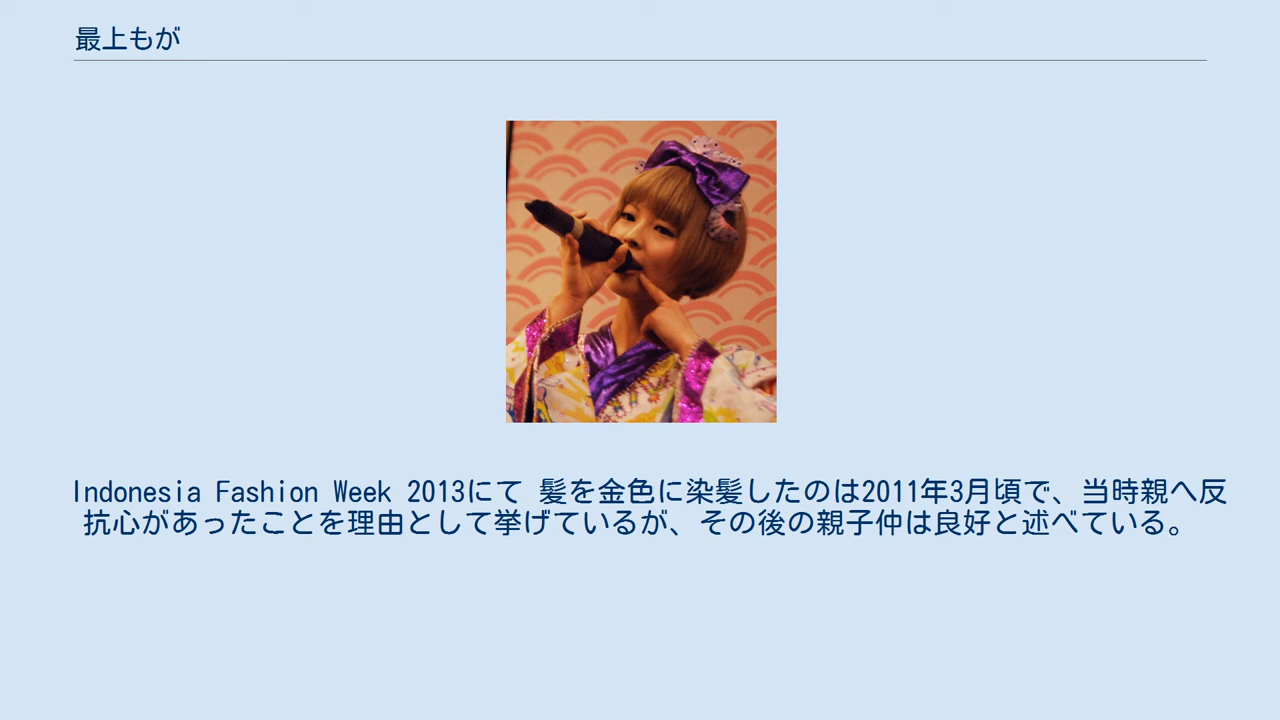 最上もが
Indonesia Fashion Week 2013にて 髪を金色に染髪したのは2011年3月頃で、当時親へ反
抗心があったことを理由として挙げているが、その後の親子仲は良好と述べている。